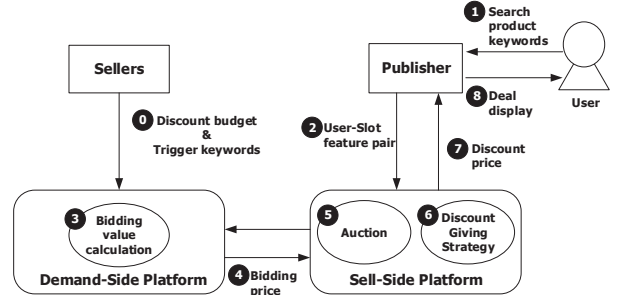 1 Search
product
keywords
Sellers
Publisher
User
8 Deal
display
0 Discount budget
&
Trigger keywords
2 User-Slot
feature pair
7 Discount
price
3 Bidding
value
calculation
5 Auction
6 Discount
Giving
Strategy
Demand-Side Platform
4 Bidding
price
Sell-Side Platform